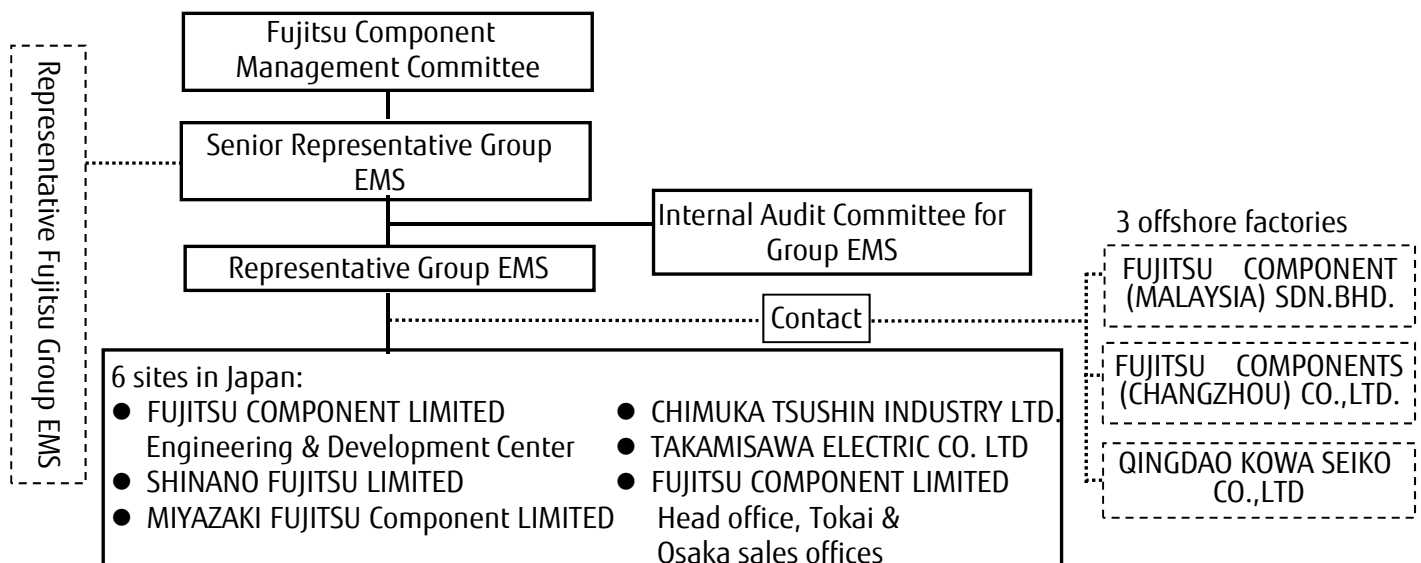 Fujitsu Component
Management Committee
Representative Fujitsu Group EMS
Senior Representative Group
EMS
Internal Audit Committee for
Group EMS
Representative Group EMS
3 offshore factories
FUJITSU COMPONENT
(MALAYSIA) SDN.BHD.
Contact
FUJITSU COMPONENTS
(CHANGZHOU) CO.,LTD.
QINGDAO KOWA SEIKO
CO.,LTD
6 sites in Japan:
● FUJITSU COMPONENT LIMITED
Engineering & Development Center
● SHINANO FUJITSU LIMITED
● MIYAZAKI FUJITSU Component LIMITED
● CHIMUKA TSUSHIN INDUSTRY LTD.
● TAKAMISAWA ELECTRIC CO. LTD
● FUJITSU COMPONENT LIMITED
Head office, Tokai &
Osaka sales offices